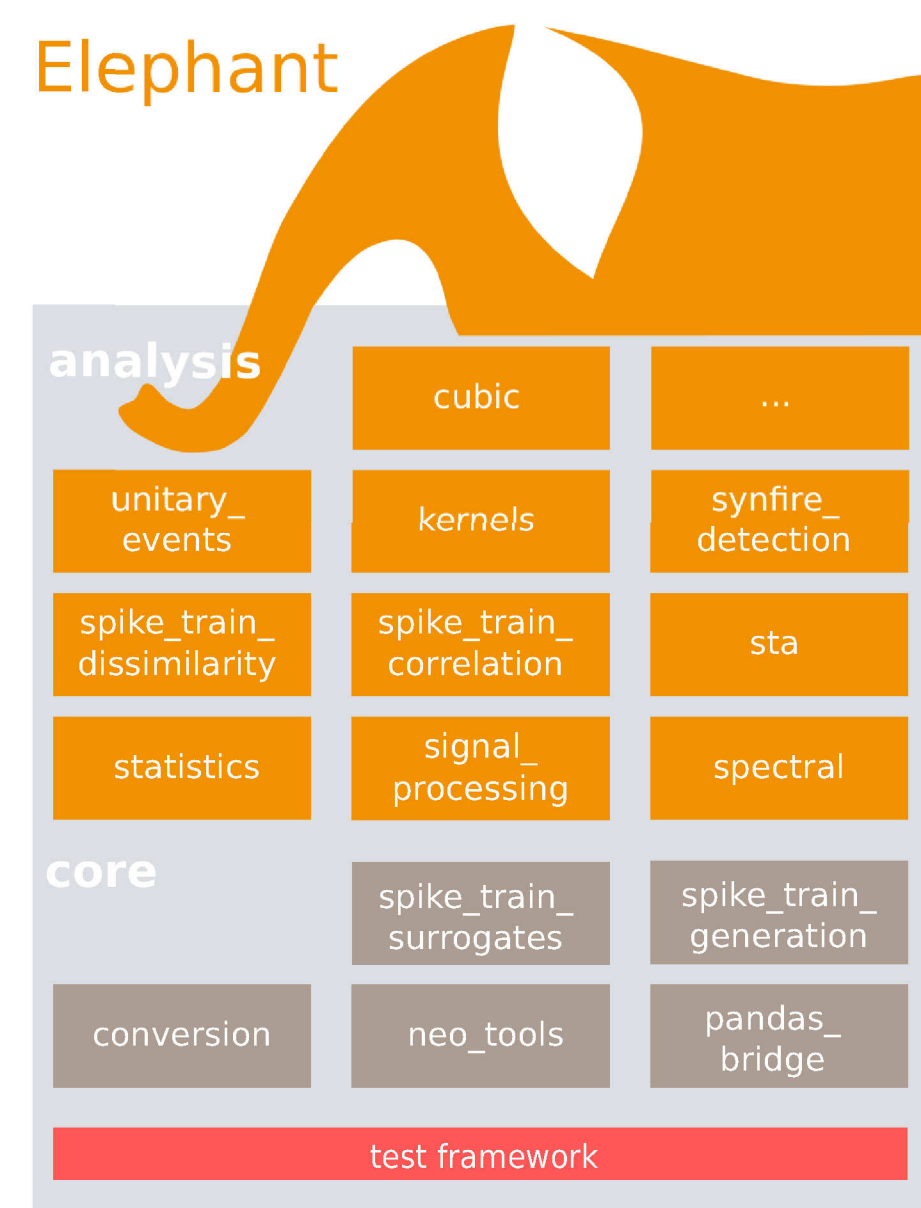 Elephant
analysis
cubic
...
unitary_
events
kernels
synfire_
detection
spike_train_
dissimilarity
spike_train_
correlation
sta
statistics
signal_
processing
spectral
core
spike_train_
surrogates
spike_train_
generation
conversion
neo_tools
pandas_
bridge
test framework